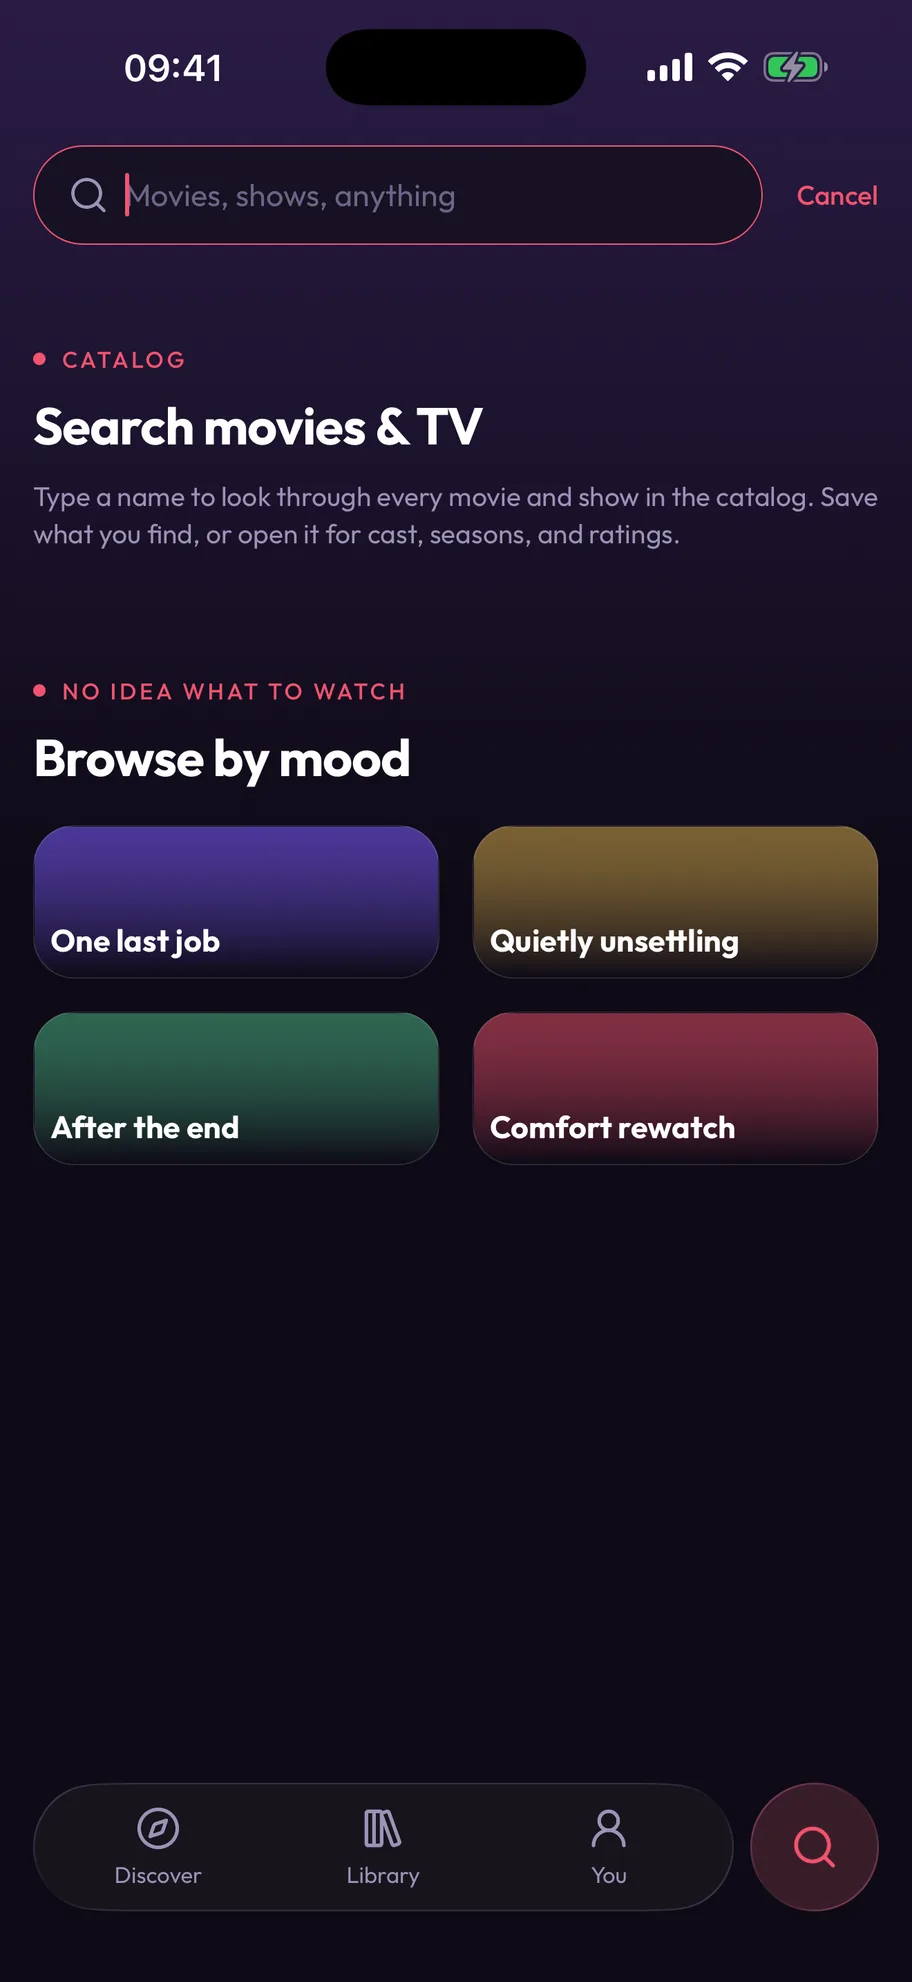 09:41
Movies, shows, anything
Cancel
CATALOG
Search movies & TV
Type a name to look through every movie and show in the catalog. Save
what you find, or open it for cast, seasons, and ratings.
NO IDEA WHAT TO WATCH
Browse by mood
One last job
Quietly unsettling
After the end
Comfort rewatch
Discover
Library
You